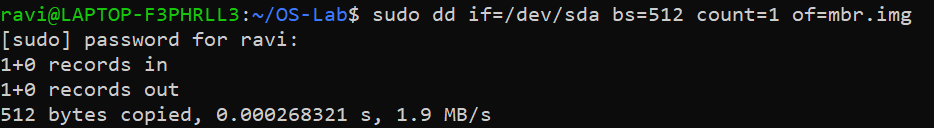 ravi@LAPTOP-F3PHRLL3:~/OS-Lab$ sudo dd if=/dev/sda bs=512 count=1 of=mbr.img
[sudo] password for ravi:
1+0 records in
1+0 records out
512 bytes copied, 0.000268321 s, 1.9 MB/s